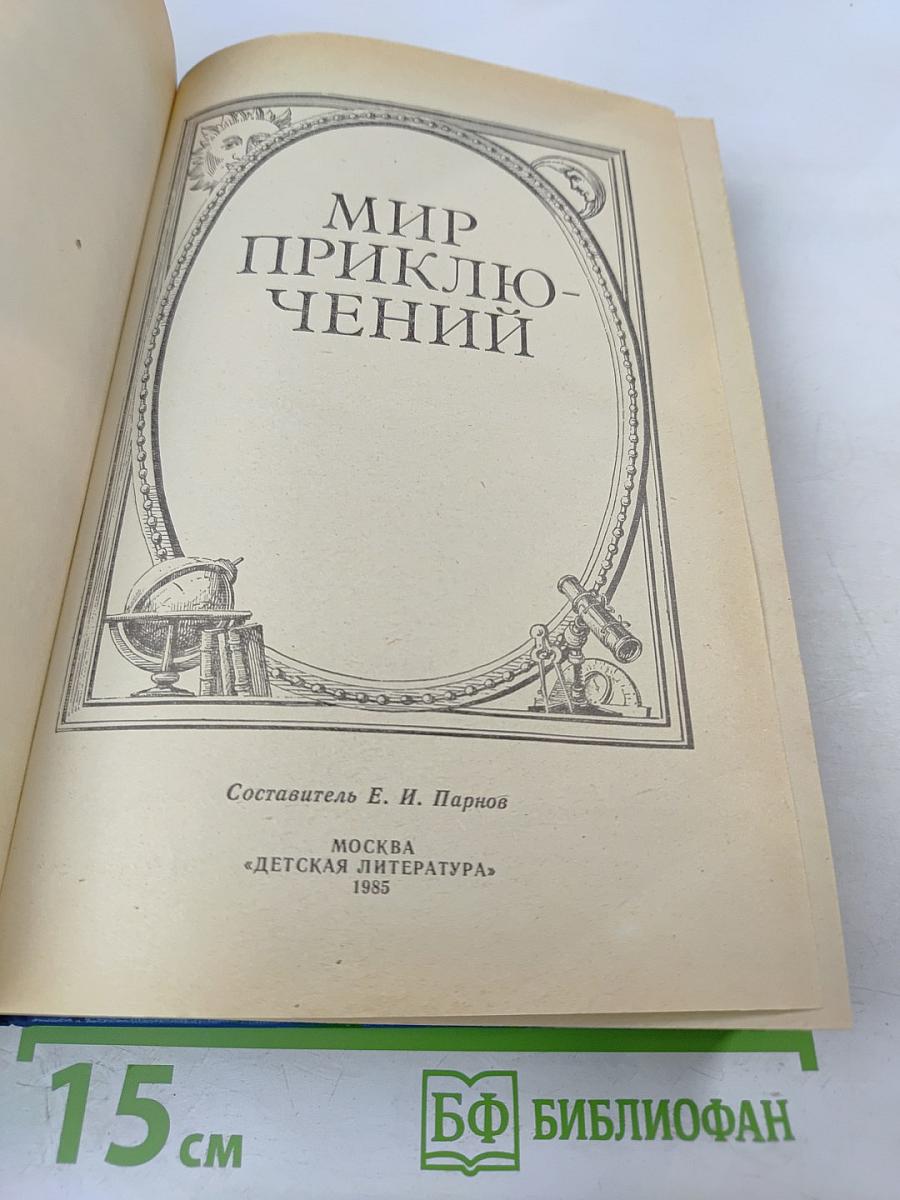 МИР
ПРИКЛЮ-
ЧЕНИЙ
Составитель Е. И. Парнов
МОСКВА
«ДЕТСКАЯ ЛИТЕРАТУРА»
1985
15 см
БФ БИБЛИОФАН